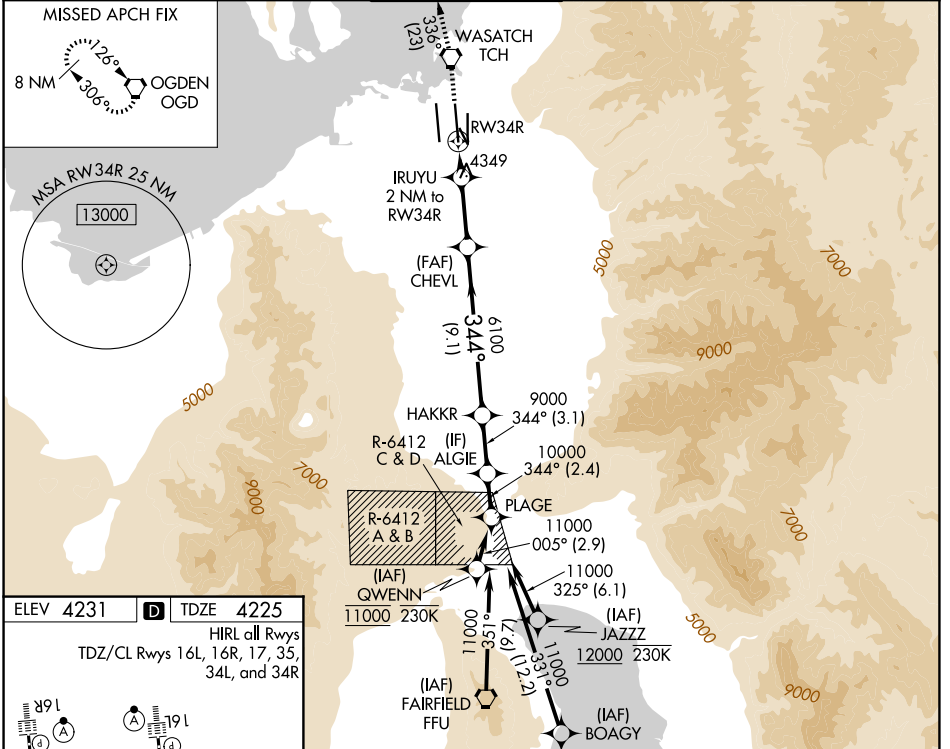 MISSED APCH FIX
8 NM
126°
306°
OGDEN
OGD
336°
(23)
WASATCH
TCH
MSA RW34R 25 NM
13000
RW34R
4349
IRUYU
2 NM to
RW34R
(FAF)
CHEVL
6100
344°
(9.1)
HAKKR
9000
344° (3.1)
(IF)
ALGIE
10000
344° (2.4)
R-6412
C & D
PLAGE
R-6412
A & B
11000
005° (2.9)
(IAF)
QWENN
11000 230K
11000
325° (6.1)
(IAF)
JAZZZ
12000 230K
11000
351°
(7.6)
11000
331°
(12.2)
(IAF)
FAIRFIELD
FFU
(IAF)
BOAGY
5000
7000
9000
5000
7000
9000
7000
5000
9000
ELEV 4231
D
TDZE 4225
HIRL all Rwys
TDZ/CL Rwys 16L, 16R, 17, 35,
34L, and 34R
16R
A
P
A
16L
P